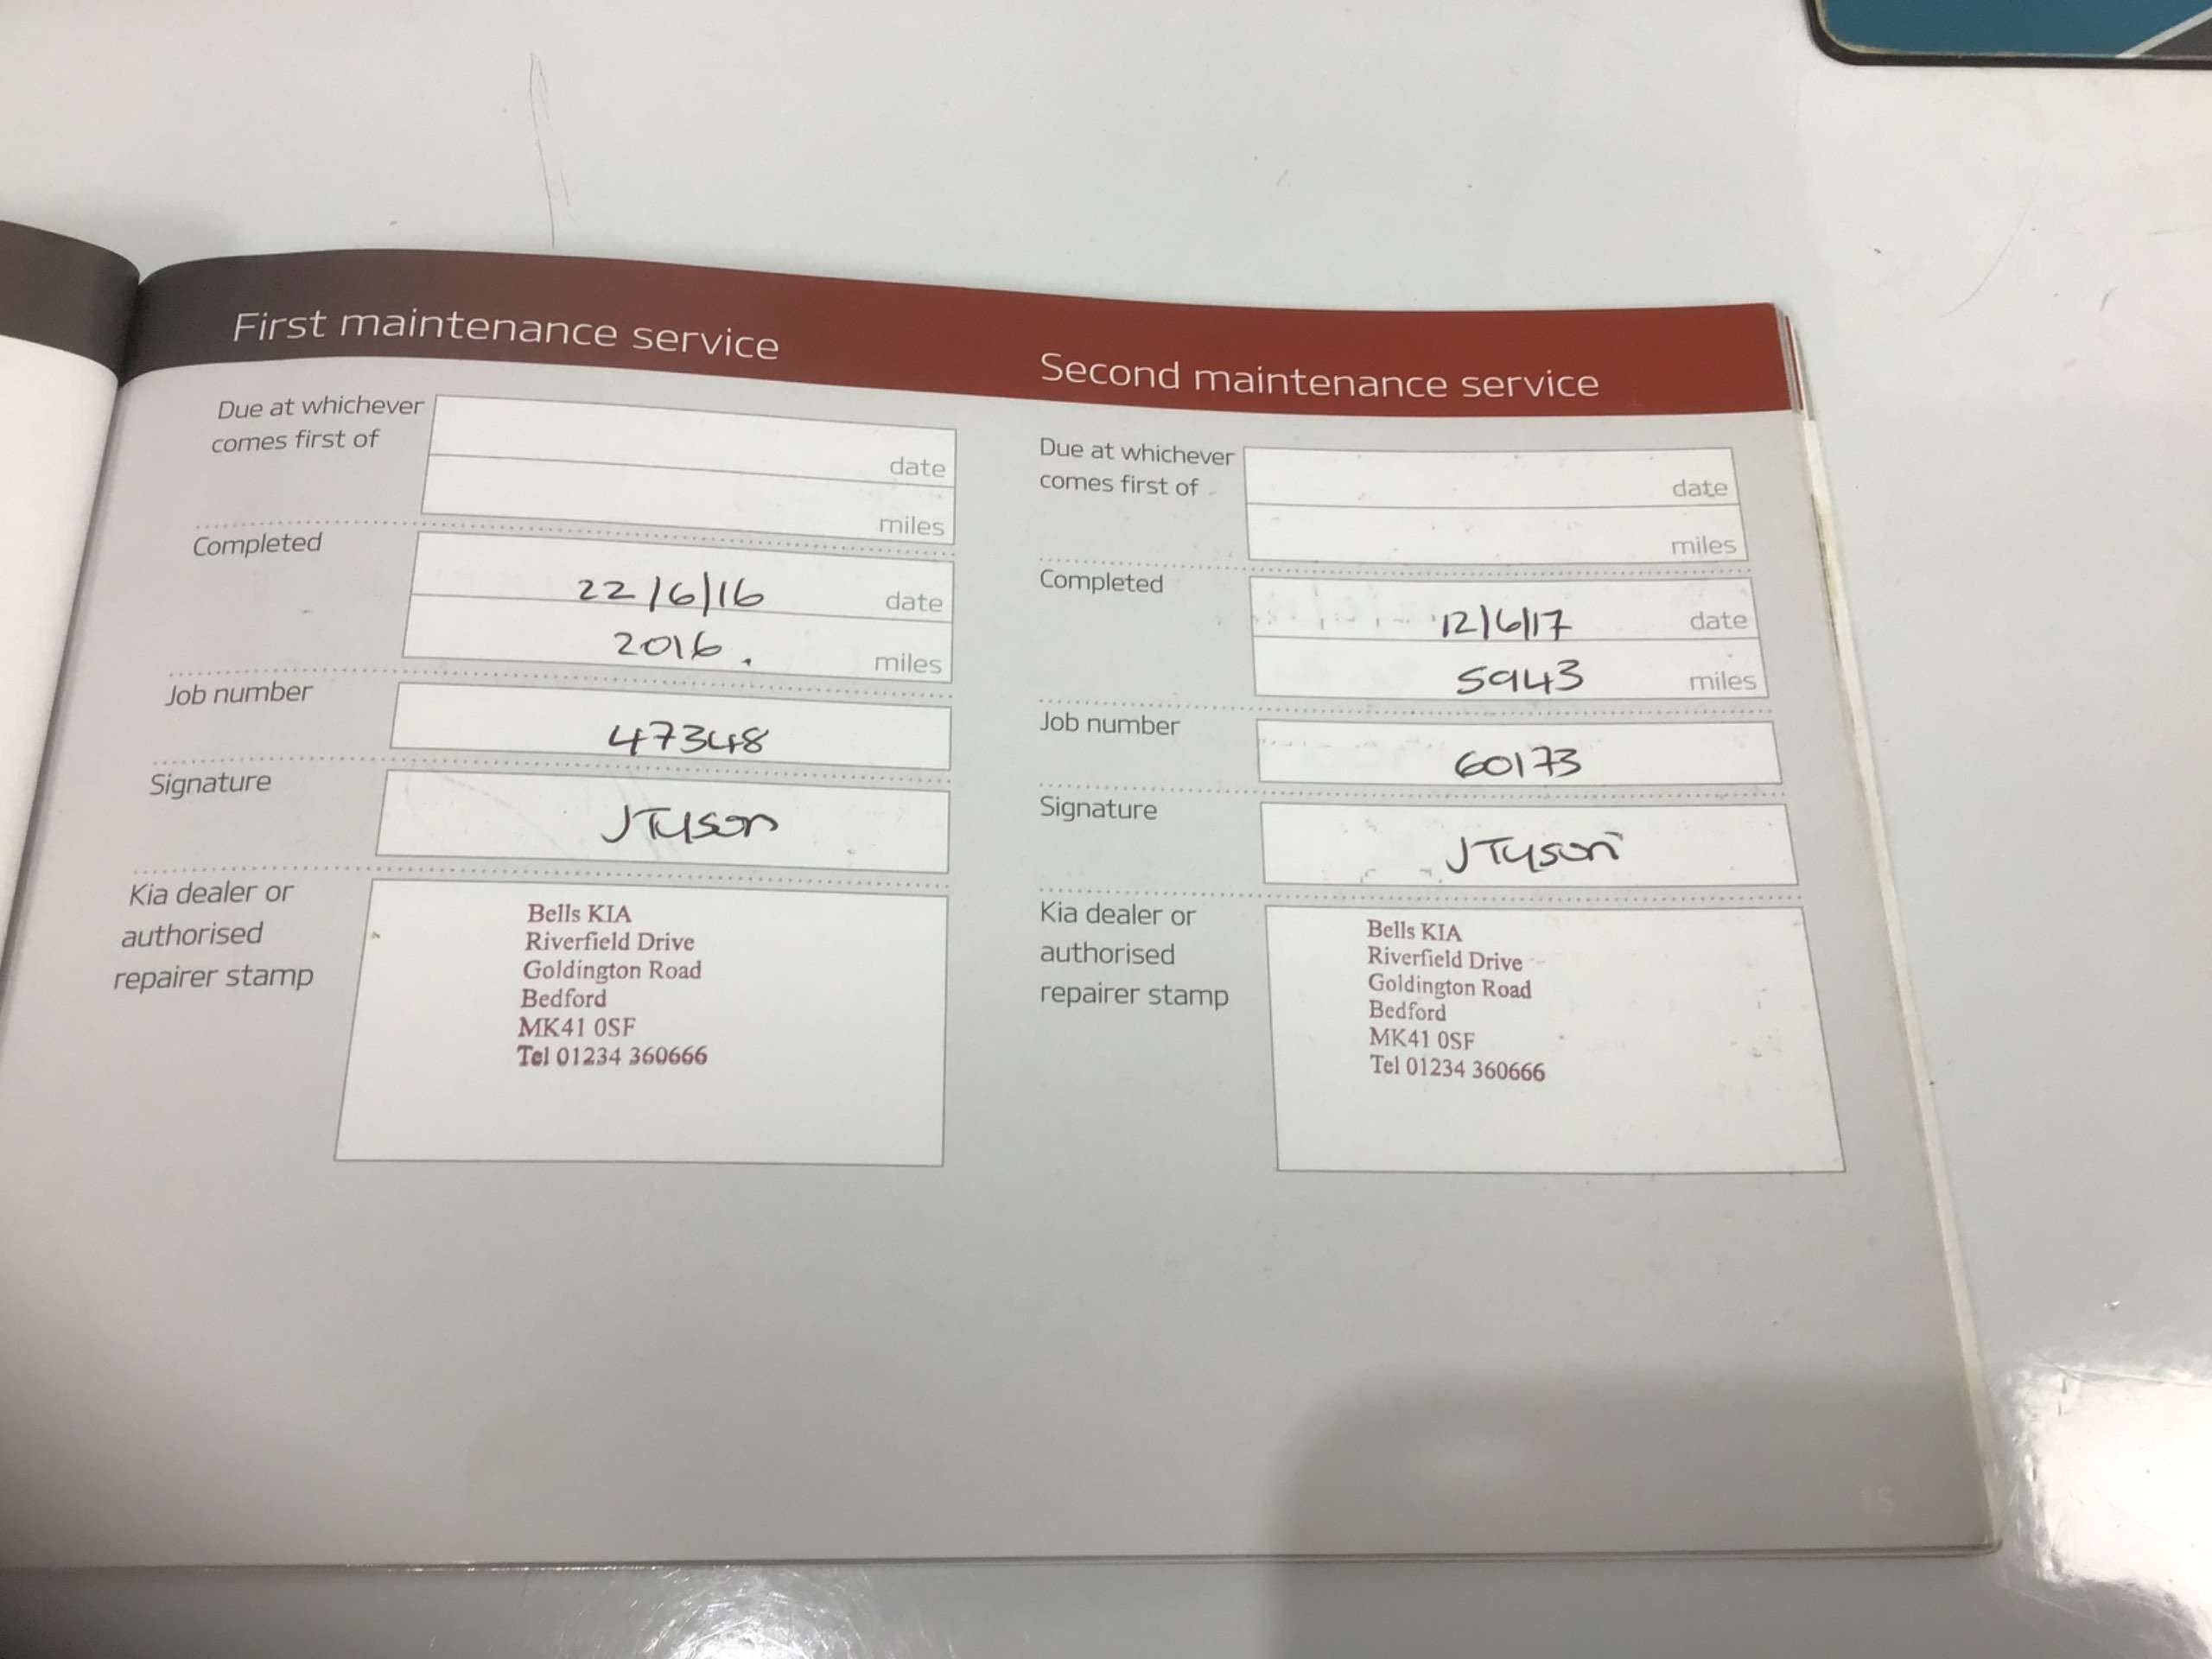 First maintenance service
Due at whichever
comes first of
date
miles
Completed
22/6/16 date
2016. miles
Job number
47348
Signature
JTyson
Kia dealer or
authorised
repairer stamp
Bells KIA
Riverfield Drive
Goldington Road
Bedford
MK41 0SF
Tel 01234 360666
Second maintenance service
Due at whichever
comes first of
date
miles
Completed
12/6/17 date
5943 miles
Job number
60173
Signature
JTyson
Kia dealer or
authorised
repairer stamp
Bells KIA
Riverfield Drive
Goldington Road
Bedford
MK41 0SF
Tel 01234 360666